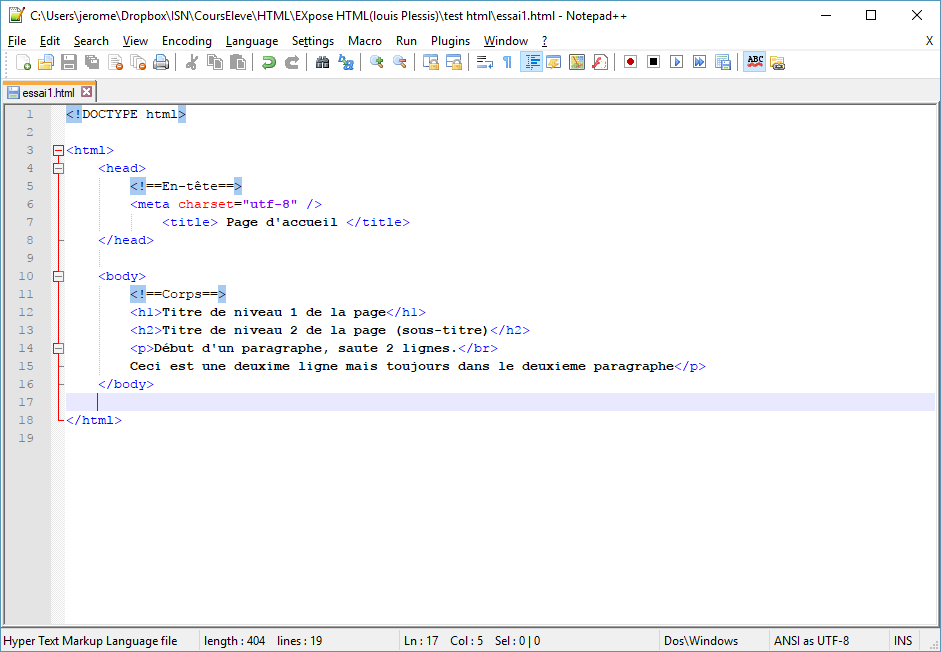 C:\Users\jerome\Dropbox\ISN\CoursEleve\HTML\EXpose HTML(louis Plessis)\test html\essai1.html - Notepad++
File Edit Search View Encoding Language Settings Macro Run Plugins Window ? X
ABC
essai1.html
1 <!DOCTYPE html>
2
3 <html>
4 <head>
5 <!==En-tête==>
6 <meta charset="utf-8" />
7 <title> Page d'accueil </title>
8 </head>
9
10 <body>
11 <!==Corps==>
12 <h1>Titre de niveau 1 de la page</h1>
13 <h2>Titre de niveau 2 de la page (sous-titre)</h2>
14 <p>Début d'un paragraphe, saute 2 lignes.</br>
15 Ceci est une deuxime ligne mais toujours dans le deuxieme paragraphe</p>
16 </body>
17
18 </html>
19
Hyper Text Markup Language file length : 404 lines : 19 Ln : 17 Col : 5 Sel : 0 | 0 Dos\Windows ANSI as UTF-8 INS